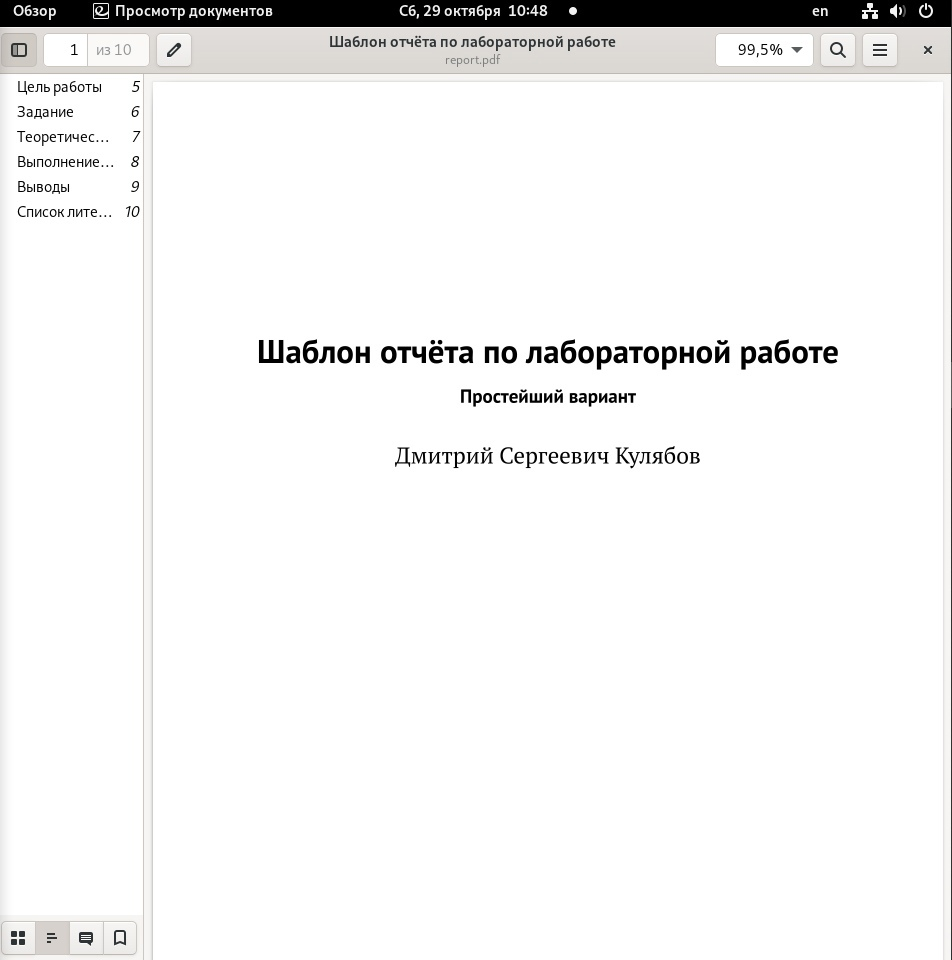 Обзор Просмотр документов Сб, 29 октября 10:48 en
1 из 10 Шаблон отчёта по лабораторной работе 99,5%
report.pdf
Цель работы 5
Задание 6
Теоретичес… 7
Выполнение… 8
Выводы 9
Список лите… 10
Шаблон отчёта по лабораторной работе
Простейший вариант
Дмитрий Сергеевич Кулябов